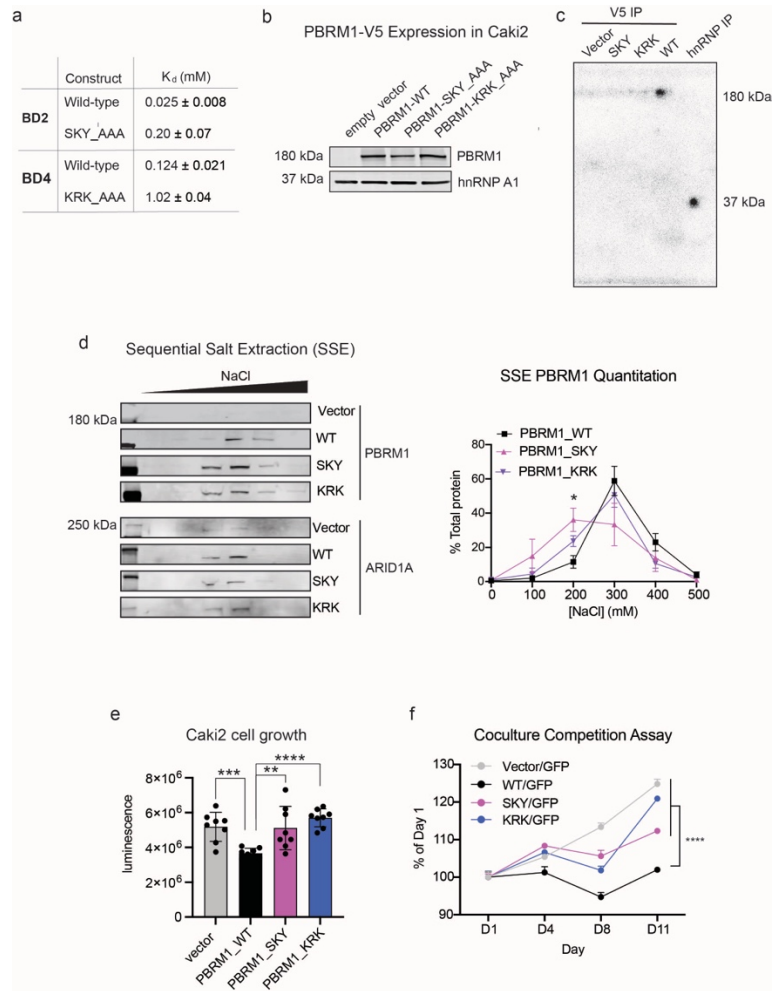 a
Construct K d (mM)
BD2 Wild-type 0.025 ± 0.008
SKY_AAA 0.20 ± 0.07
BD4 Wild-type 0.124 ± 0.021
KRK_AAA 1.02 ± 0.04
b
PBRM1-V5 Expression in Caki2
empty vector
PBRM1-WT
PBRM1-SKY_AAA
PBRM1-KRK_AAA
180 kDa PBRM1
37 kDa hnRNP A1
c
V5 IP
Vector SKY KRK WT hnRNP IP
180 kDa
37 kDa
d
Sequential Salt Extraction (SSE)
NaCl
180 kDa
Vector
WT
SKY
KRK
PBRM1
250 kDa
Vector
WT
SKY
KRK
ARID1A
SSE PBRM1 Quantitation
PBRM1_WT
PBRM1_SKY
PBRM1_KRK
% Total protein
80
60
40
20
0
*
0 100 200 300 400 500
[NaCl] (mM)
e
Caki2 cell growth
luminescence
8×10⁶
6×10⁶
4×10⁶
2×10⁶
0
****
*** **
vector
PBRM1_WT
PBRM1_SKY
PBRM1_KRK
f
Coculture Competition Assay
Vector/GFP
WT/GFP
SKY/GFP
KRK/GFP
% of Day 1
130
120
110
100
90
****
D1 D4 D8 D11
Day